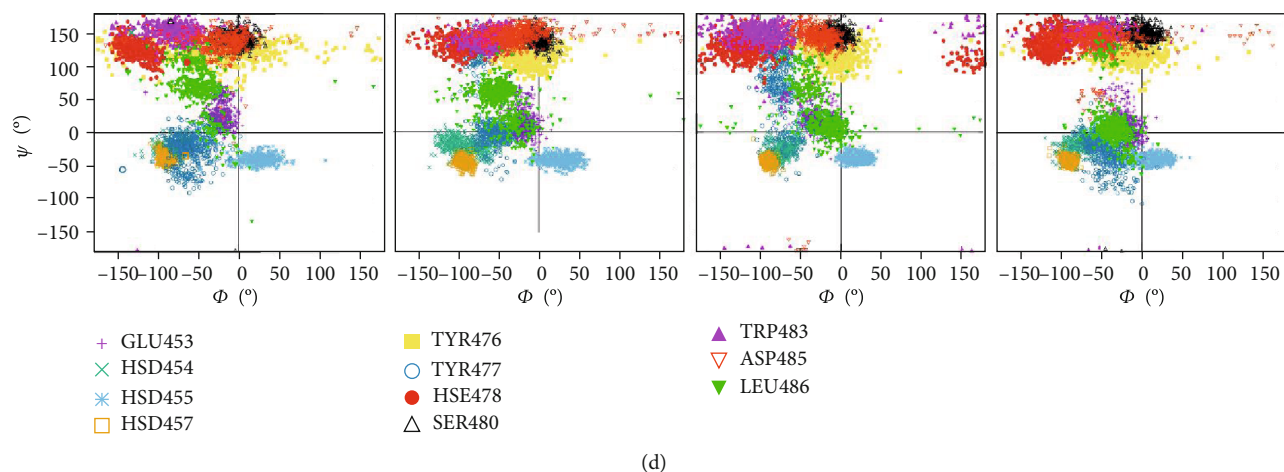 150
100
50
0
−50
−100
−150
ψ (º)
−150 −100 −50 0 50 100 150
−150 −100 −50 0 50 100 150
−150 −100 −50 0 50 100 150
−150 −100 −50 0 50 100 150
Φ (º)
Φ (º)
Φ (º)
Φ (º)
GLU453
HSD454
HSD455
HSD457
TYR476
TYR477
HSE478
SER480
TRP483
ASP485
LEU486
(d)